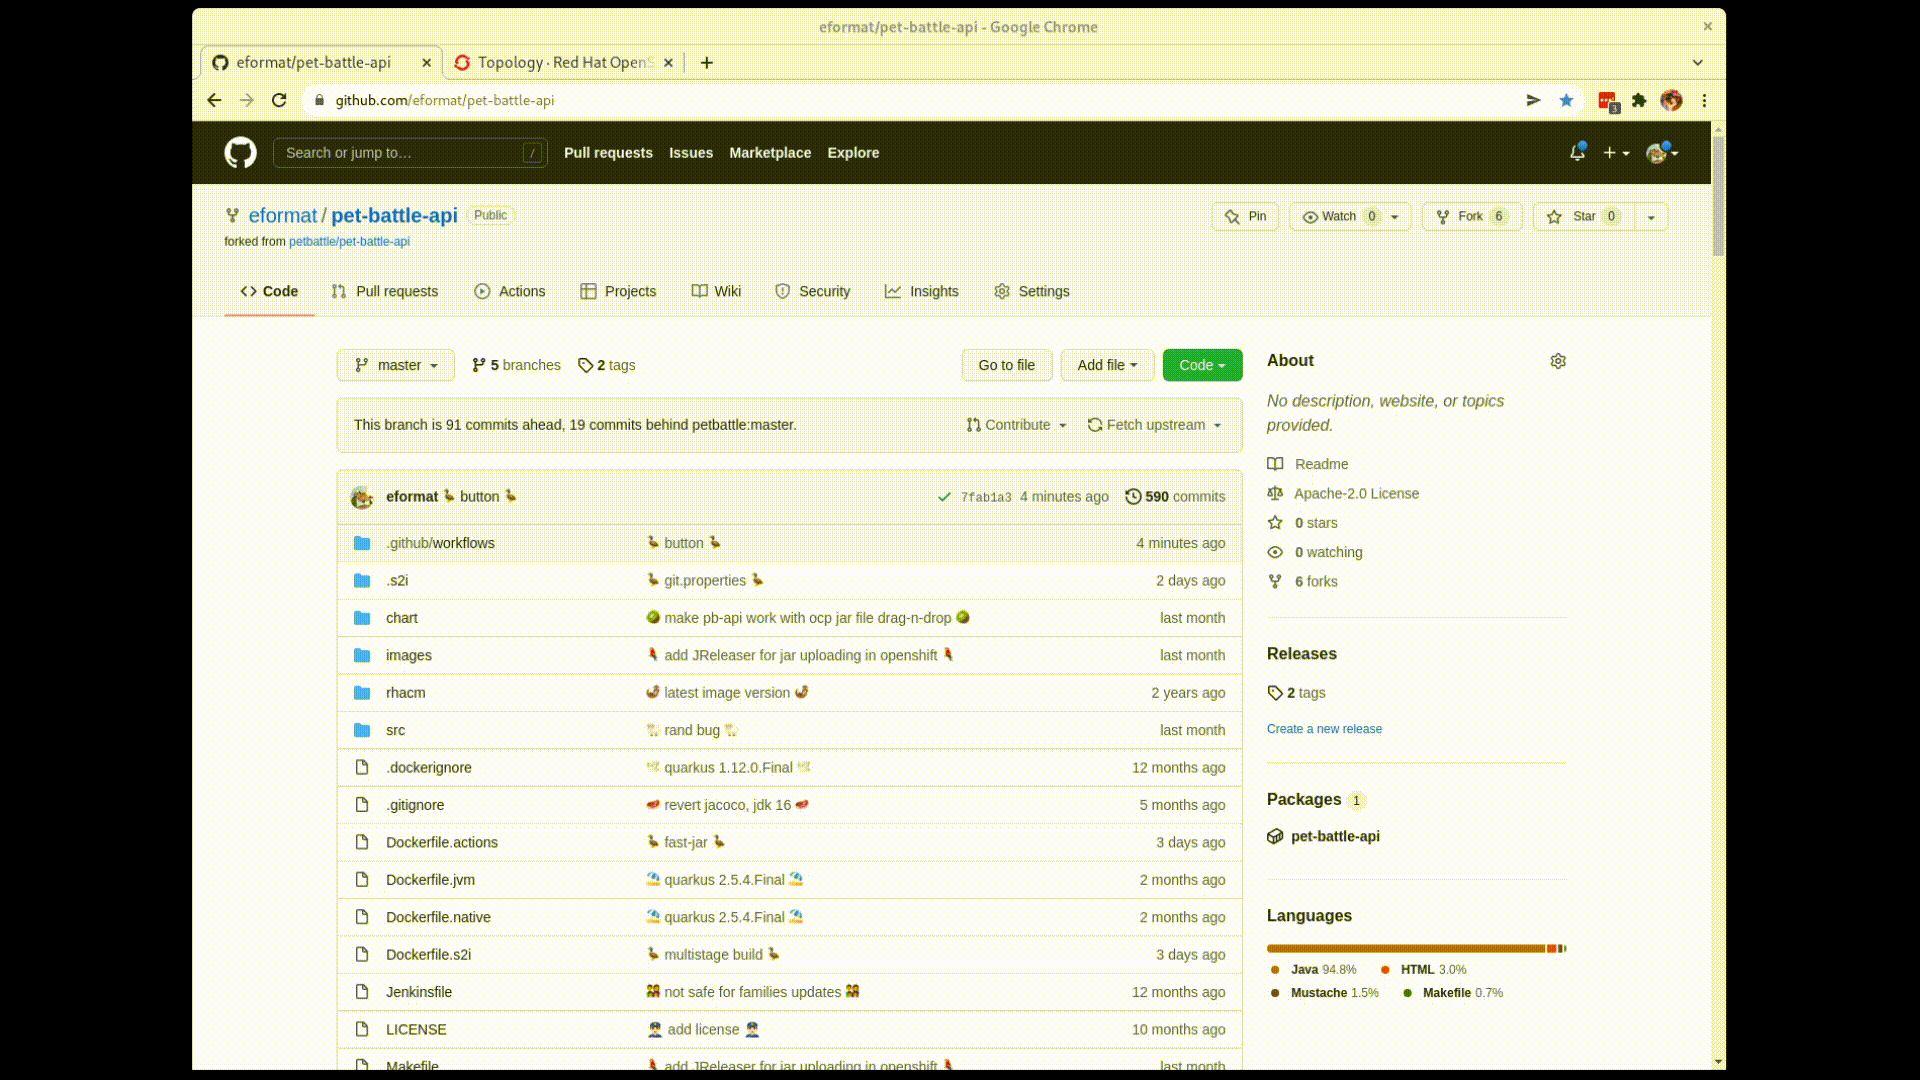 eformat/pet-battle-api - Google Chrome
eformat/pet-battle-api
Topology · Red Hat Open
github.com/eformat/pet-battle-api
3
Search or jump to… /
Pull requests Issues Marketplace Explore
eformat / pet-battle-api Public
forked from petbattle/pet-battle-api
Pin
Watch 0
Fork 6
Star 0
Code Pull requests Actions Projects Wiki Security Insights Settings
master 5 branches 2 tags
Go to file Add file Code
This branch is 91 commits ahead, 19 commits behind petbattle:master.
Contribute Fetch upstream
eformat 🦆 button 🦆 7fab1a3 4 minutes ago 590 commits
.github/workflows 🦆 button 🦆 4 minutes ago
.s2i 🦆 git.properties 🦆 2 days ago
chart 🥝 make pb-api work with ocp jar file drag-n-drop 🥝 last month
images 🦜 add JReleaser for jar uploading in openshift 🦜 last month
rhacm 🦧 latest image version 🦧 2 years ago
src 🐑 rand bug 🐑 last month
.dockerignore quarkus 1.12.0.Final 12 months ago
.gitignore 🥓 revert jacoco, jdk 16 🥓 5 months ago
Dockerfile.actions 🦆 fast-jar 🦆 3 days ago
Dockerfile.jvm ⛱ quarkus 2.5.4.Final ⛱ 2 months ago
Dockerfile.native ⛱ quarkus 2.5.4.Final ⛱ 2 months ago
Dockerfile.s2i 🦆 multistage build 🦆 3 days ago
Jenkinsfile not safe for families updates 12 months ago
LICENSE 👮 add license 👮 10 months ago
Makefile 🦜 add JReleaser for jar uploading in openshift 🦜 last month
About
No description, website, or topics
provided.
Readme
Apache-2.0 License
0 stars
0 watching
6 forks
Releases
2 tags
Create a new release
Packages 1
pet-battle-api
Languages
Java 94.8% HTML 3.0%
Mustache 1.5% Makefile 0.7%